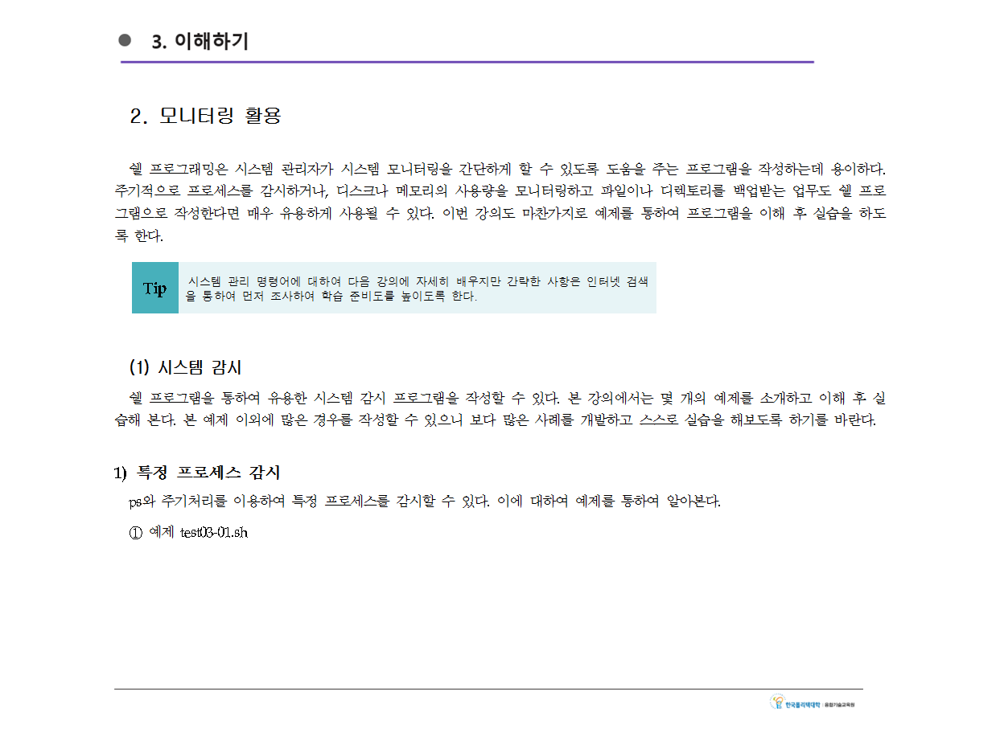 3. 이해하기
2. 모니터링 활용
쉘 프로그래밍은 시스템 관리자가 시스템 모니터링을 간단하게 할 수 있도록 도움을 주는 프로그램을 작성하는데 용이하다.
주기적으로 프로세스를 감시하거나, 디스크나 메모리의 사용량을 모니터링하고 파일이나 디렉토리를 백업받는 업무도 쉘 프로
그램으로 작성한다면 매우 유용하게 사용될 수 있다. 이번 강의도 마찬가지로 예제를 통하여 프로그램을 이해 후 실습을 하도
록 한다.
Tip
시스템 관리 명령어에 대하여 다음 강의에 자세히 배우지만 간략한 사항은 인터넷 검색
을 통하여 먼저 조사하여 학습 준비도를 높이도록 한다.
(1) 시스템 감시
쉘 프로그램을 통하여 유용한 시스템 감시 프로그램을 작성할 수 있다. 본 강의에서는 몇 개의 예제를 소개하고 이해 후 실
습해 본다. 본 예제 이외에 많은 경우를 작성할 수 있으니 보다 많은 사례를 개발하고 스스로 실습을 해보도록 하기를 바란다.
1) 특정 프로세스 감시
ps와 주기처리를 이용하여 특정 프로세스를 감시할 수 있다. 이에 대하여 예제를 통하여 알아본다.
① 예제 test03-01.sh
한국폴리텍대학 융합기술교육원